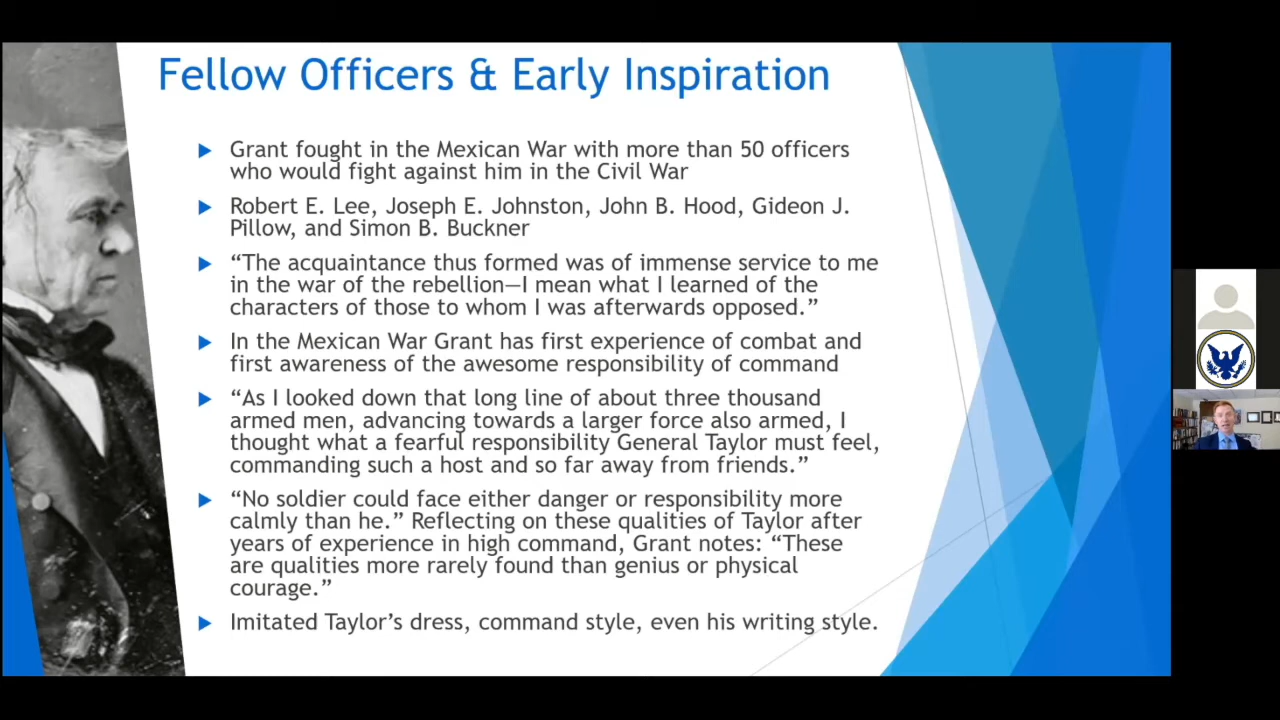 Fellow Officers & Early Inspiration
Grant fought in the Mexican War with more than 50 officers
who would fight against him in the Civil War
Robert E. Lee, Joseph E. Johnston, John B. Hood, Gideon J.
Pillow, and Simon B. Buckner
“The acquaintance thus formed was of immense service to me
in the war of the rebellion—I mean what I learned of the
characters of those to whom I was afterwards opposed.”
In the Mexican War Grant has first experience of combat and
first awareness of the awesome responsibility of command
“As I looked down that long line of about three thousand
armed men, advancing towards a larger force also armed, I
thought what a fearful responsibility General Taylor must feel,
commanding such a host and so far away from friends.”
“No soldier could face either danger or responsibility more
calmly than he.” Reflecting on these qualities of Taylor after
years of experience in high command, Grant notes: “These
are qualities more rarely found than genius or physical
courage.”
Imitated Taylor’s dress, command style, even his writing style.